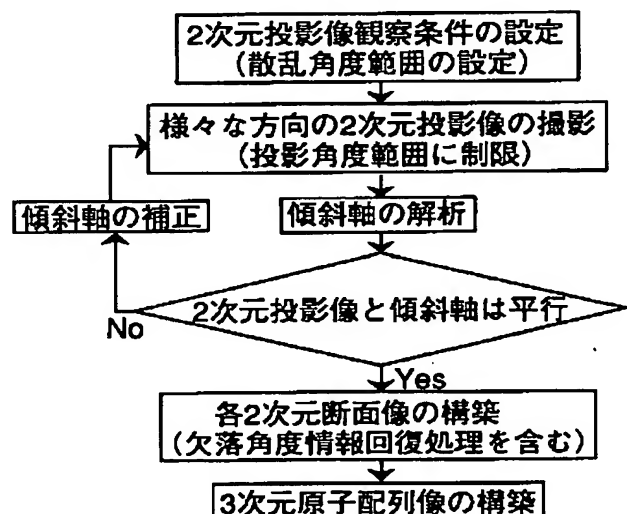 2次元投影像観察条件の設定
(散乱角度範囲の設定)
様々な方向の2次元投影像の撮影
(投影角度範囲に制限)
傾斜軸の補正
傾斜軸の解析
2次元投影像と傾斜軸は平行
No
Yes
各2次元断面像の構築
(欠落角度情報回復処理を含む)
3次元原子配列像の構築